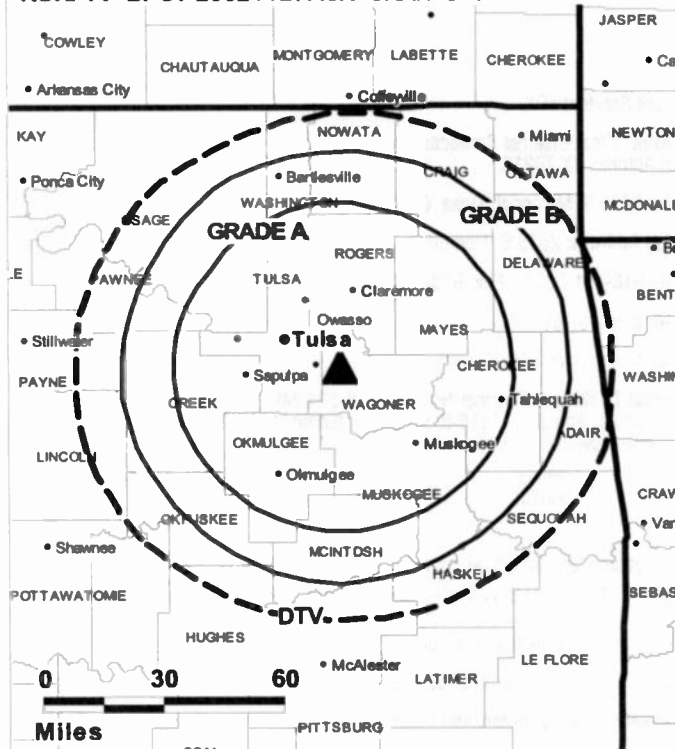 JASPER
COWLEY
MONTGOMERY
LABETTE
CHAUTAUQUA
CHEROKEE
Arkansas City
Coffeyville
KAY
NOWATA
Miami
NEWTON
Ponca City
Bartlesville
CRAIG
OTTAWA
WASHINGTON
MCDONALD
OSAGE
GRADE A
GRADE B
ROGERS
DELAWARE
PAWNEE
TULSA
Claremore
BENT
Owasso
Stillwater
Tulsa
MAYES
PAYNE
Sapulpa
CHEROKEE
WASHIN
CREEK
WAGONER
Tahlequah
LINCOLN
OKMULGEE
Muskogee
ADAIR
Okmulgee
MUSKOGEE
CRAW
OKFUSKEE
SEQUOYAH
Van
Shawnee
MCINTOSH
HASKELL
POTTAWATOMIE
SEBAS
DTV
HUGHES
McAlester
LE FLORE
0 30 60
LATIMER
Miles
PITTSBURG